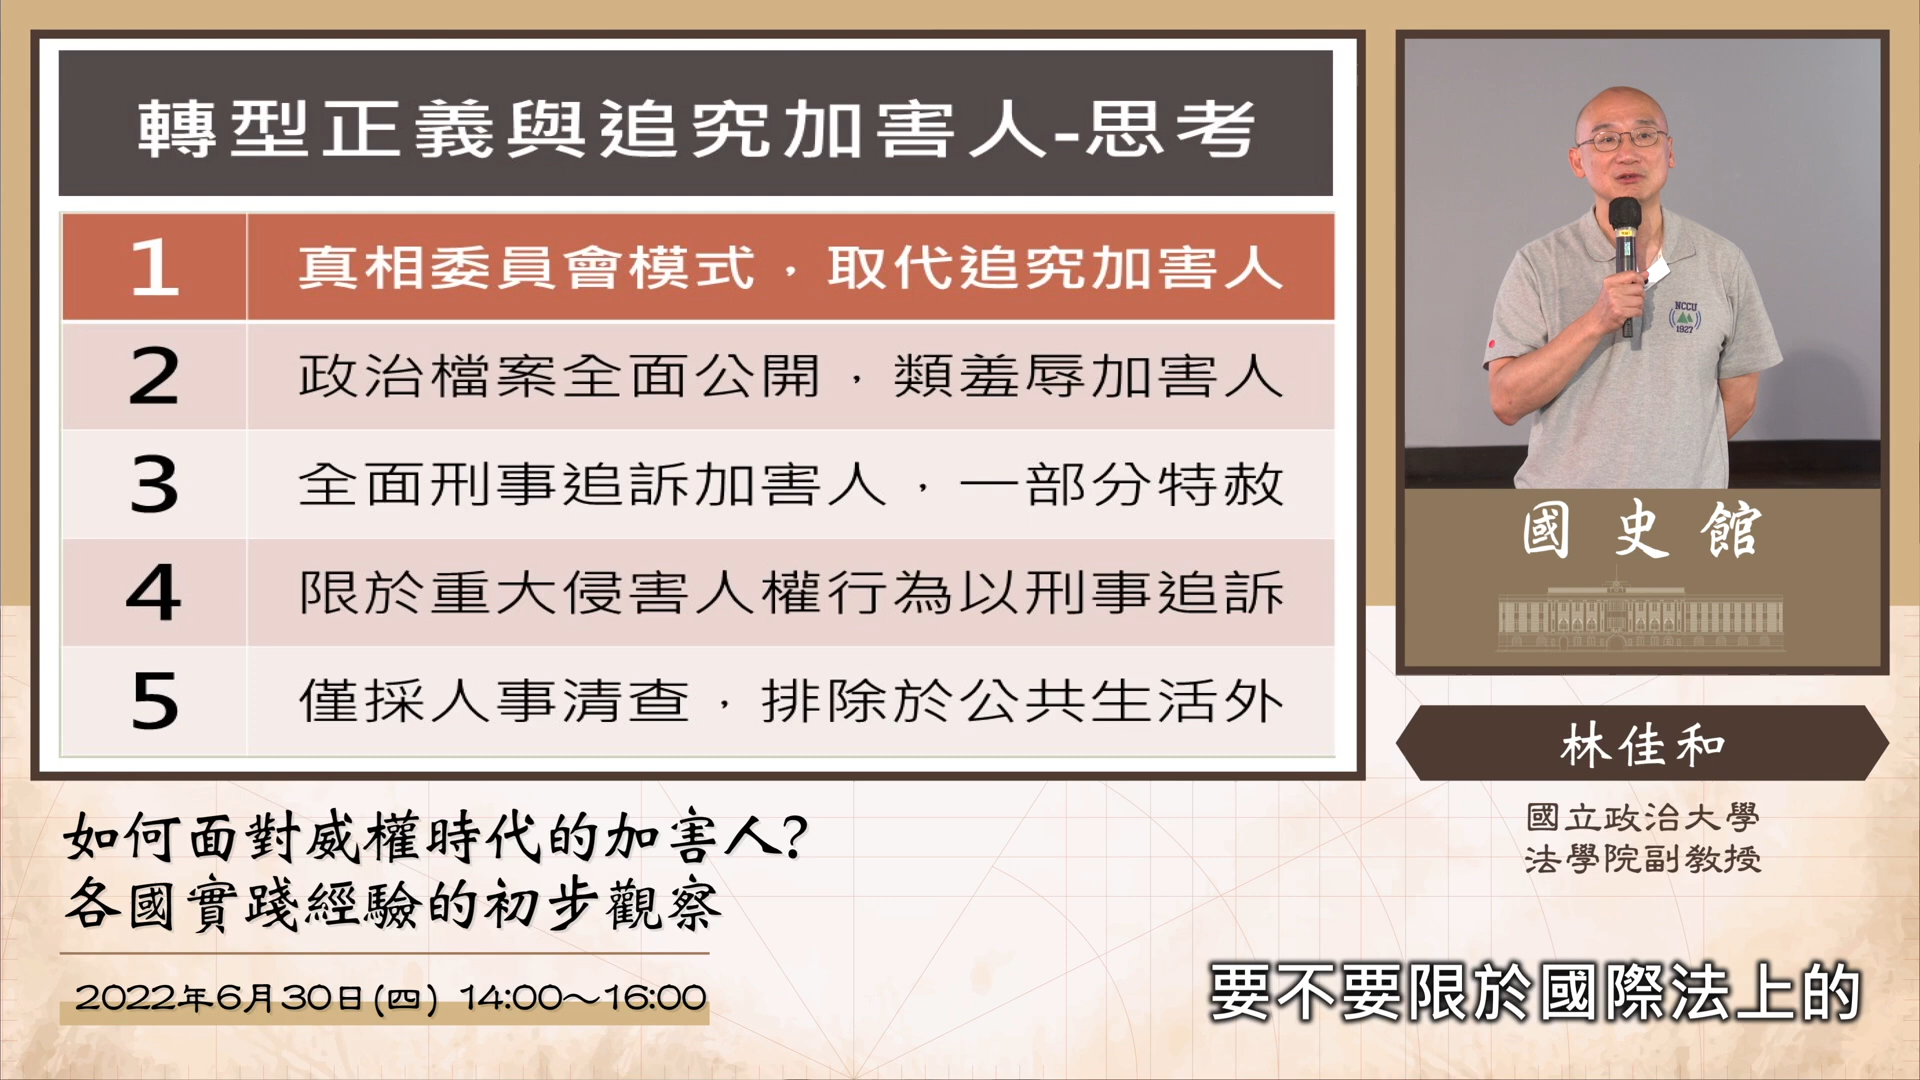 轉型正義與追究加害人-思考
1 真相委員會模式，取代追究加害人
2 政治檔案全面公開，類羞辱加害人
3 全面刑事追訴加害人，一部分特赦
4 限於重大侵害人權行為以刑事追訴
5 僅採人事清查，排除於公共生活外
NCCU
1927
國史館
林佳和
國立政治大學
法學院副教授
如何面對威權時代的加害人?
各國實踐經驗的初步觀察
2022年6月30日(四) 14:00～16:00
要不要限於國際法上的